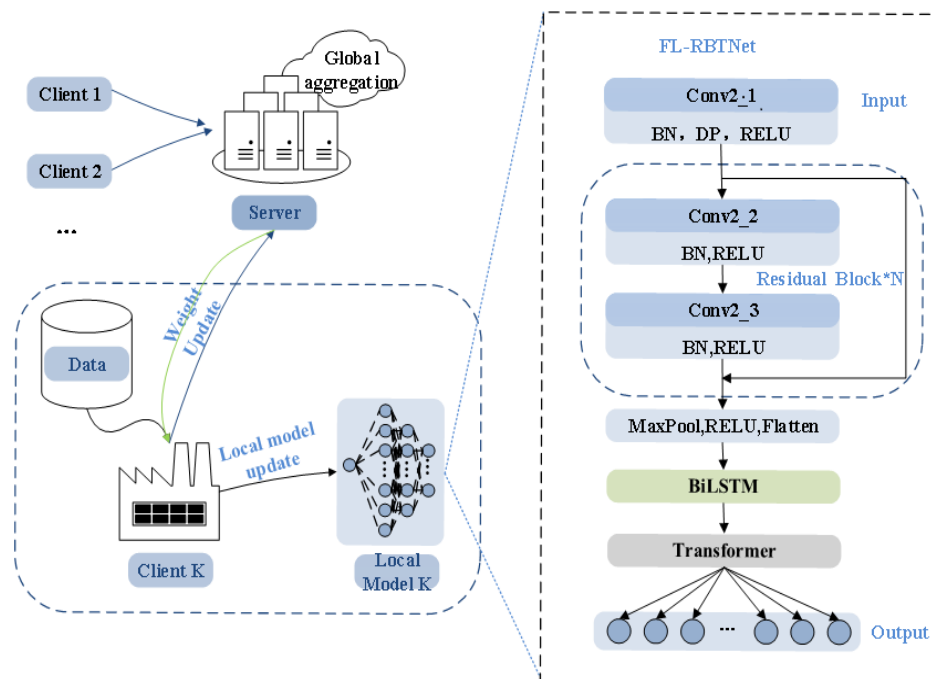 Global
aggregation
Client 1
Client 2
...
Server
Weight
Update
Data
Local model
update
Client K
Local
Model K
FL-RBTNet
Conv2_1
Input
BN, DP, RELU
Conv2_2
BN,RELU
Residual Block*N
Conv2_3
BN,RELU
MaxPool,RELU,Flatten
BiLSTM
Transformer
...
Output